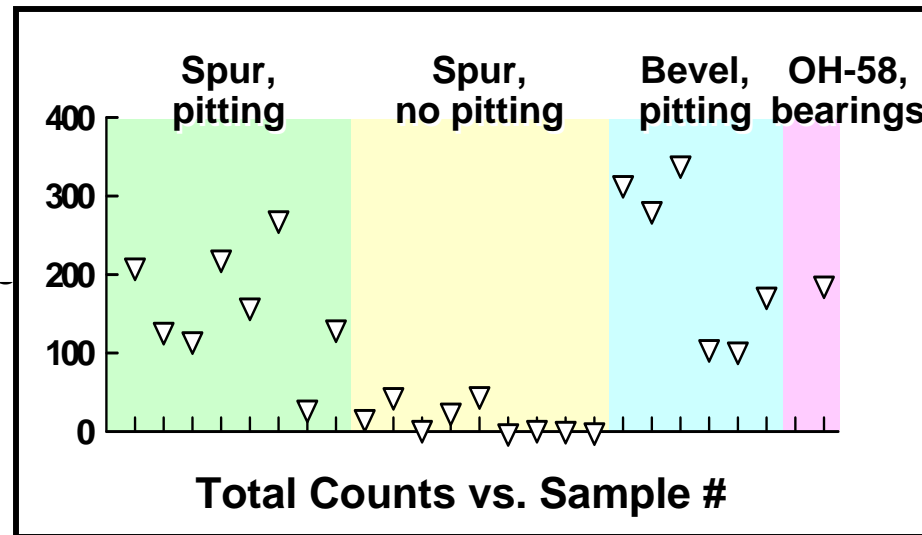 Spur,
pitting
Spur,
no pitting
Bevel,
pitting
OH-58,
bearings
400
300
200
100
0
Total Counts vs. Sample #